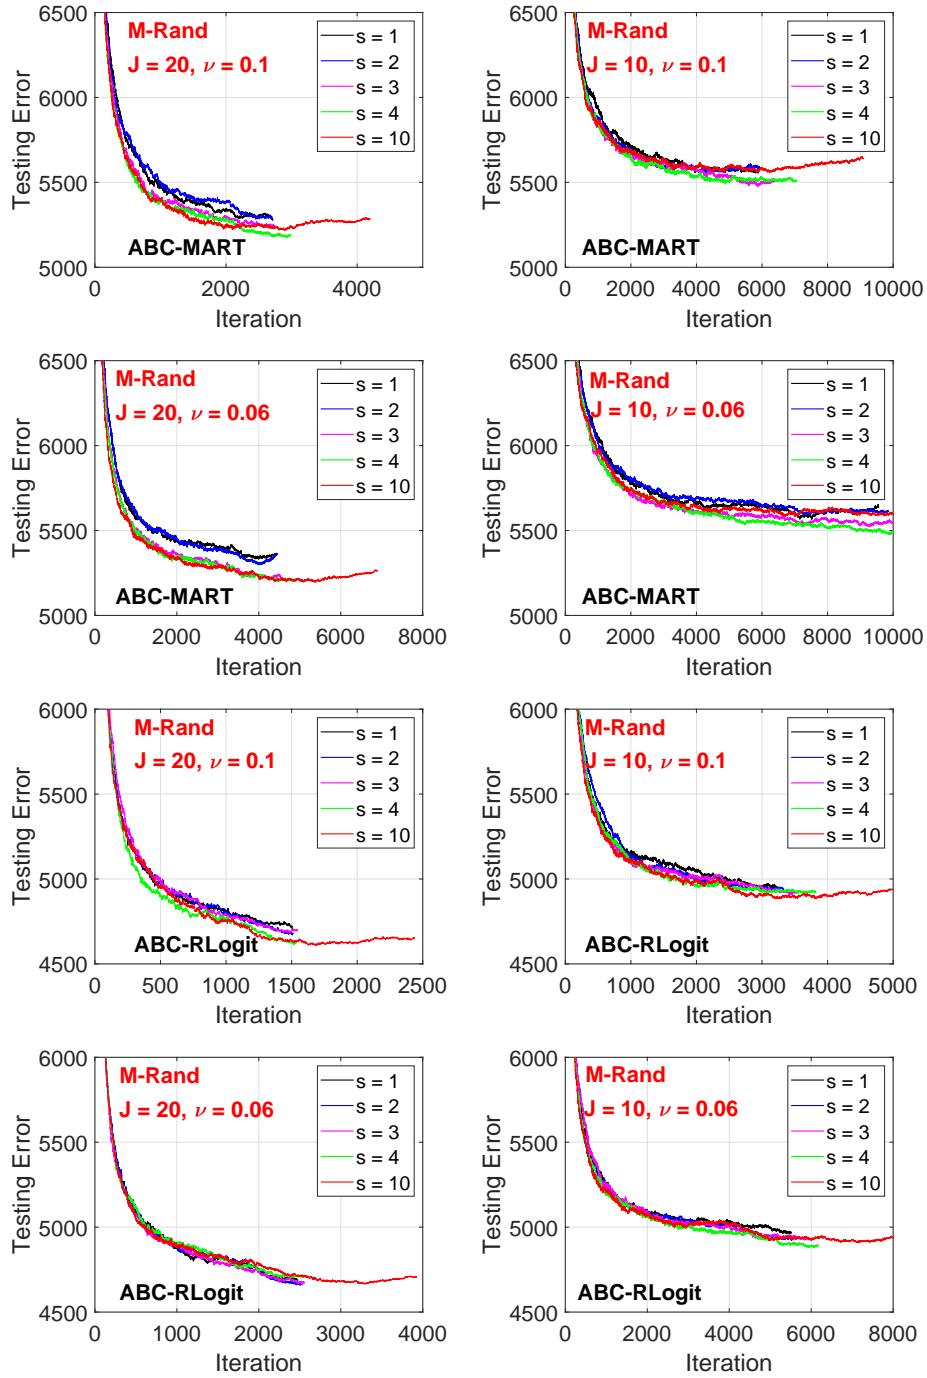 6500
6000
5500
5000
Testing Error
M-Rand
J = 20, ν = 0.1
s = 1
s = 2
s = 3
s = 4
s = 10
ABC-MART
0
2000
4000
Iteration
6500
6000
5500
5000
Testing Error
M-Rand
J = 10, ν = 0.1
s = 1
s = 2
s = 3
s = 4
s = 10
ABC-MART
0
2000
4000
6000
8000
10000
Iteration
6500
6000
5500
5000
Testing Error
M-Rand
J = 20, ν = 0.06
s = 1
s = 2
s = 3
s = 4
s = 10
ABC-MART
0
2000
4000
6000
8000
Iteration
6500
6000
5500
5000
Testing Error
M-Rand
J = 10, ν = 0.06
s = 1
s = 2
s = 3
s = 4
s = 10
ABC-MART
0
2000
4000
6000
8000
10000
Iteration
6000
5500
5000
4500
Testing Error
M-Rand
J = 20, ν = 0.1
s = 1
s = 2
s = 3
s = 4
s = 10
ABC-RLogit
0
500
1000
1500
2000
2500
Iteration
6000
5500
5000
4500
Testing Error
M-Rand
J = 10, ν = 0.1
s = 1
s = 2
s = 3
s = 4
s = 10
ABC-RLogit
0
1000
2000
3000
4000
5000
Iteration
6000
5500
5000
4500
Testing Error
M-Rand
J = 20, ν = 0.06
s = 1
s = 2
s = 3
s = 4
s = 10
ABC-RLogit
0
1000
2000
3000
4000
Iteration
6000
5500
5000
4500
Testing Error
M-Rand
J = 10, ν = 0.06
s = 1
s = 2
s = 3
s = 4
s = 10
ABC-RLogit
0
2000
4000
6000
8000
Iteration